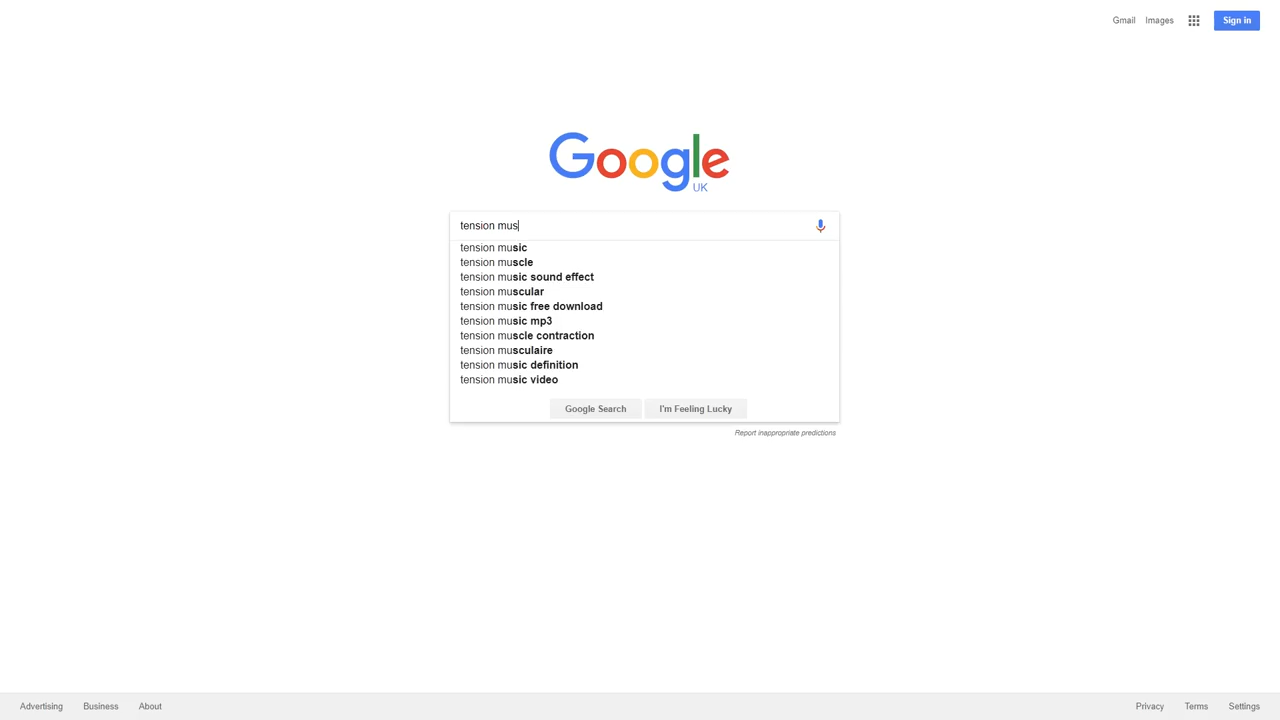 Gmail Images Sign in
Google
UK
tension mus
tension music
tension muscle
tension music sound effect
tension muscular
tension music free download
tension music mp3
tension muscle contraction
tension musculaire
tension music definition
tension music video
Google Search I'm Feeling Lucky
Report inappropriate predictions
Advertising Business About Privacy Terms Settings